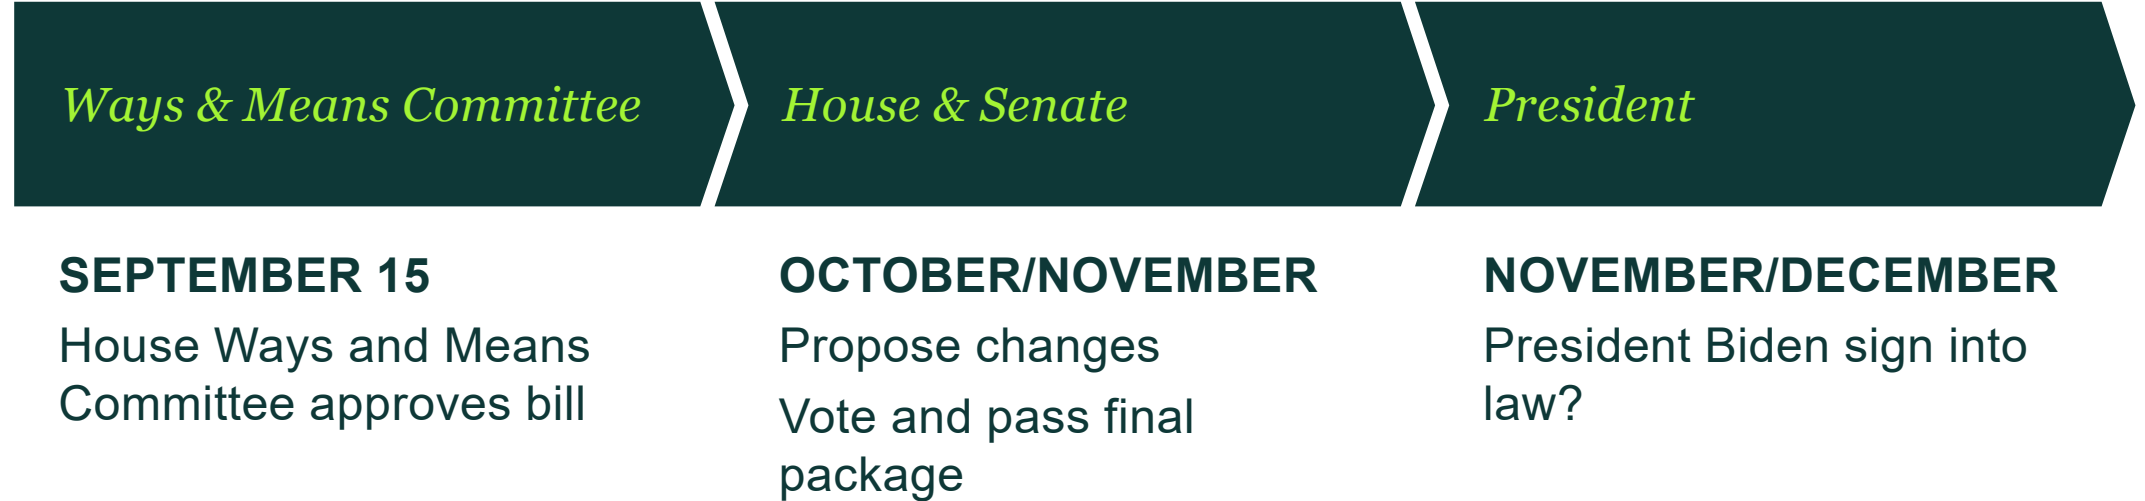 Ways & Means Committee
House & Senate
President
SEPTEMBER 15
House Ways and Means
Committee approves bill
OCTOBER/NOVEMBER
Propose changes
Vote and pass final
package
NOVEMBER/DECEMBER
President Biden sign into
law?